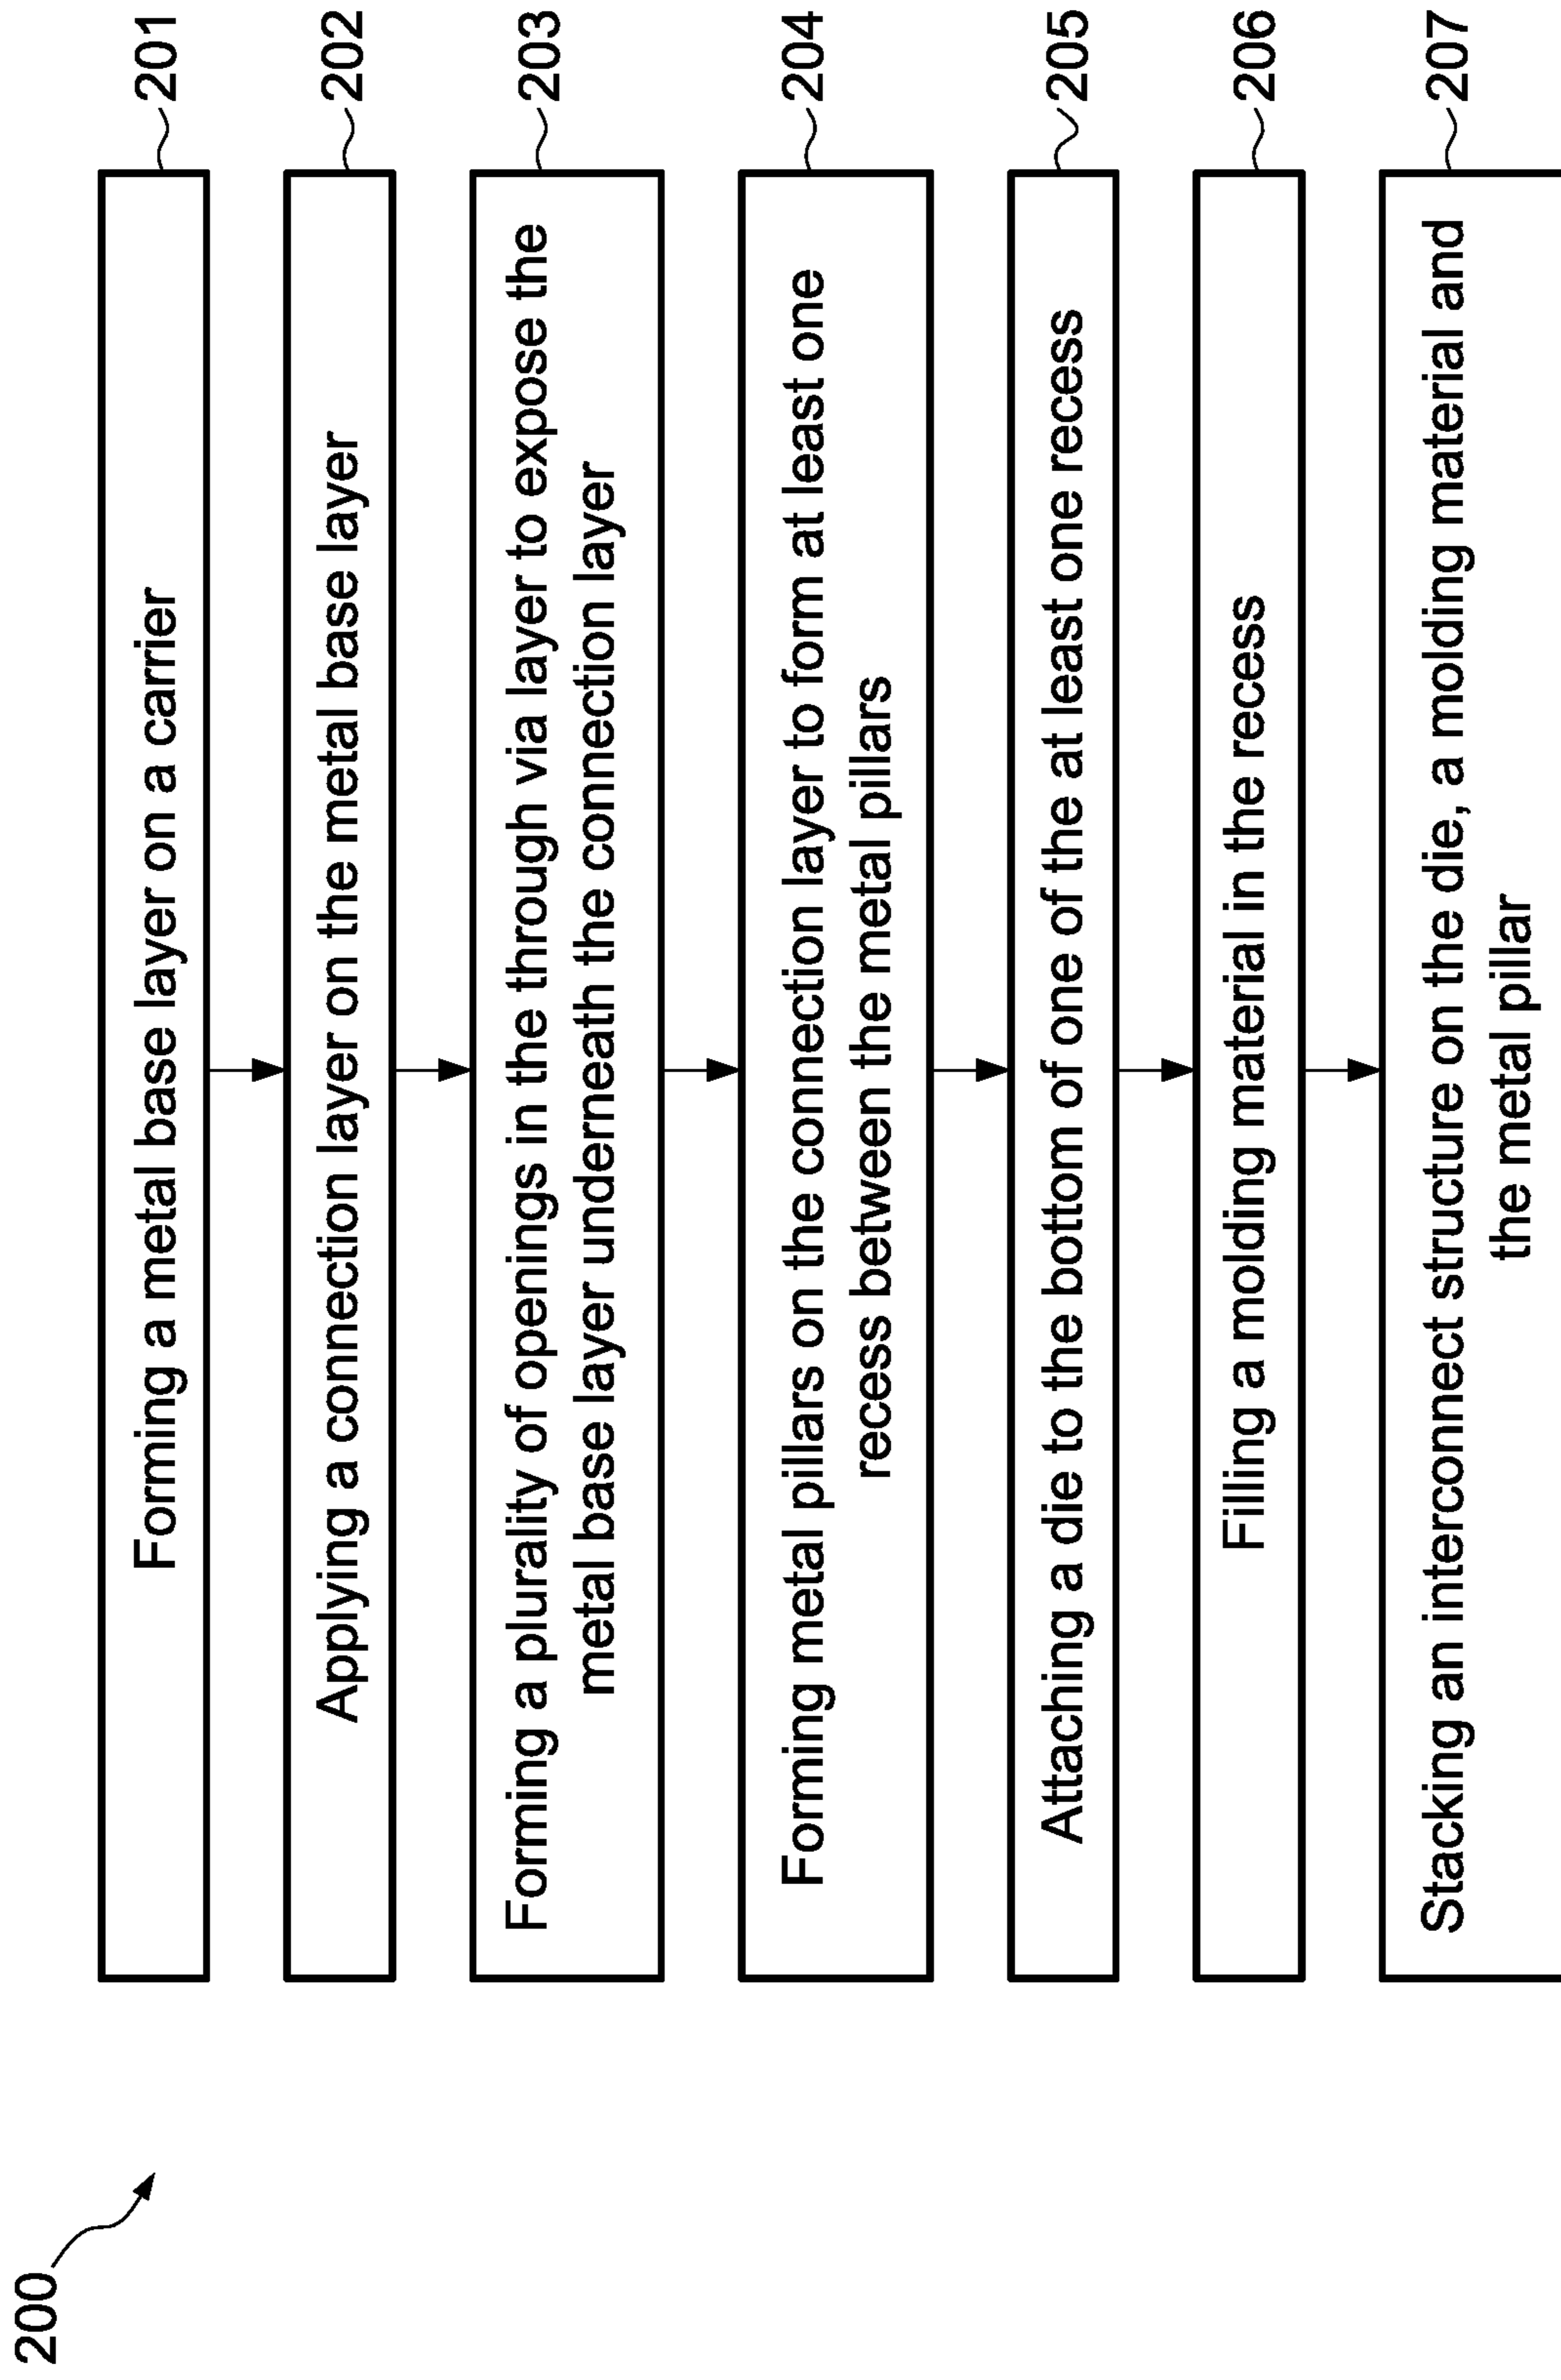 200
Forming a metal base layer on a carrier
201
Applying a connection layer on the metal base layer
202
Forming a plurality of openings in the through via layer to expose the
metal base layer underneath the connection layer
203
Forming metal pillars on the connection layer to form at least one
recess between the metal pillars
204
Attaching a die to the bottom of one of the at least one recess
205
Filling a molding material in the recess
206
Stacking an interconnect structure on the die, a molding material and
the metal pillar
207